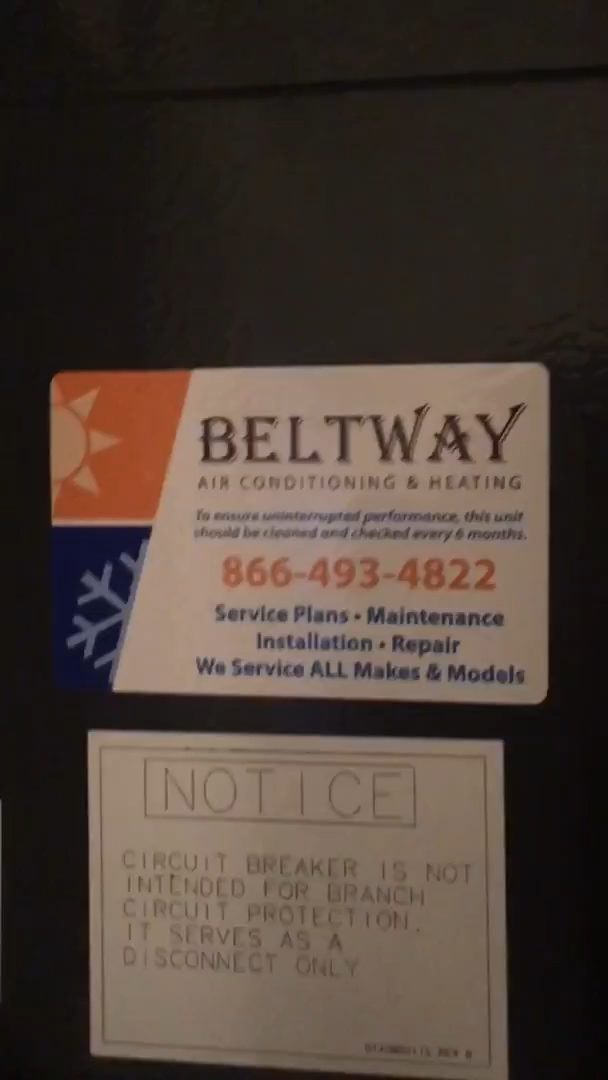 BELTWAY
AIR CONDITIONING & HEATING
To ensure uninterrupted performance, this unit
should be cleaned and checked every 6 months.
866-493-4822
Service Plans • Maintenance
Installation • Repair
We Service ALL Makes & Models
NOTICE
CIRCUIT BREAKER IS NOT
INTENDED FOR BRANCH
CIRCUIT PROTECTION.
IT SERVES AS A
DISCONNECT ONLY